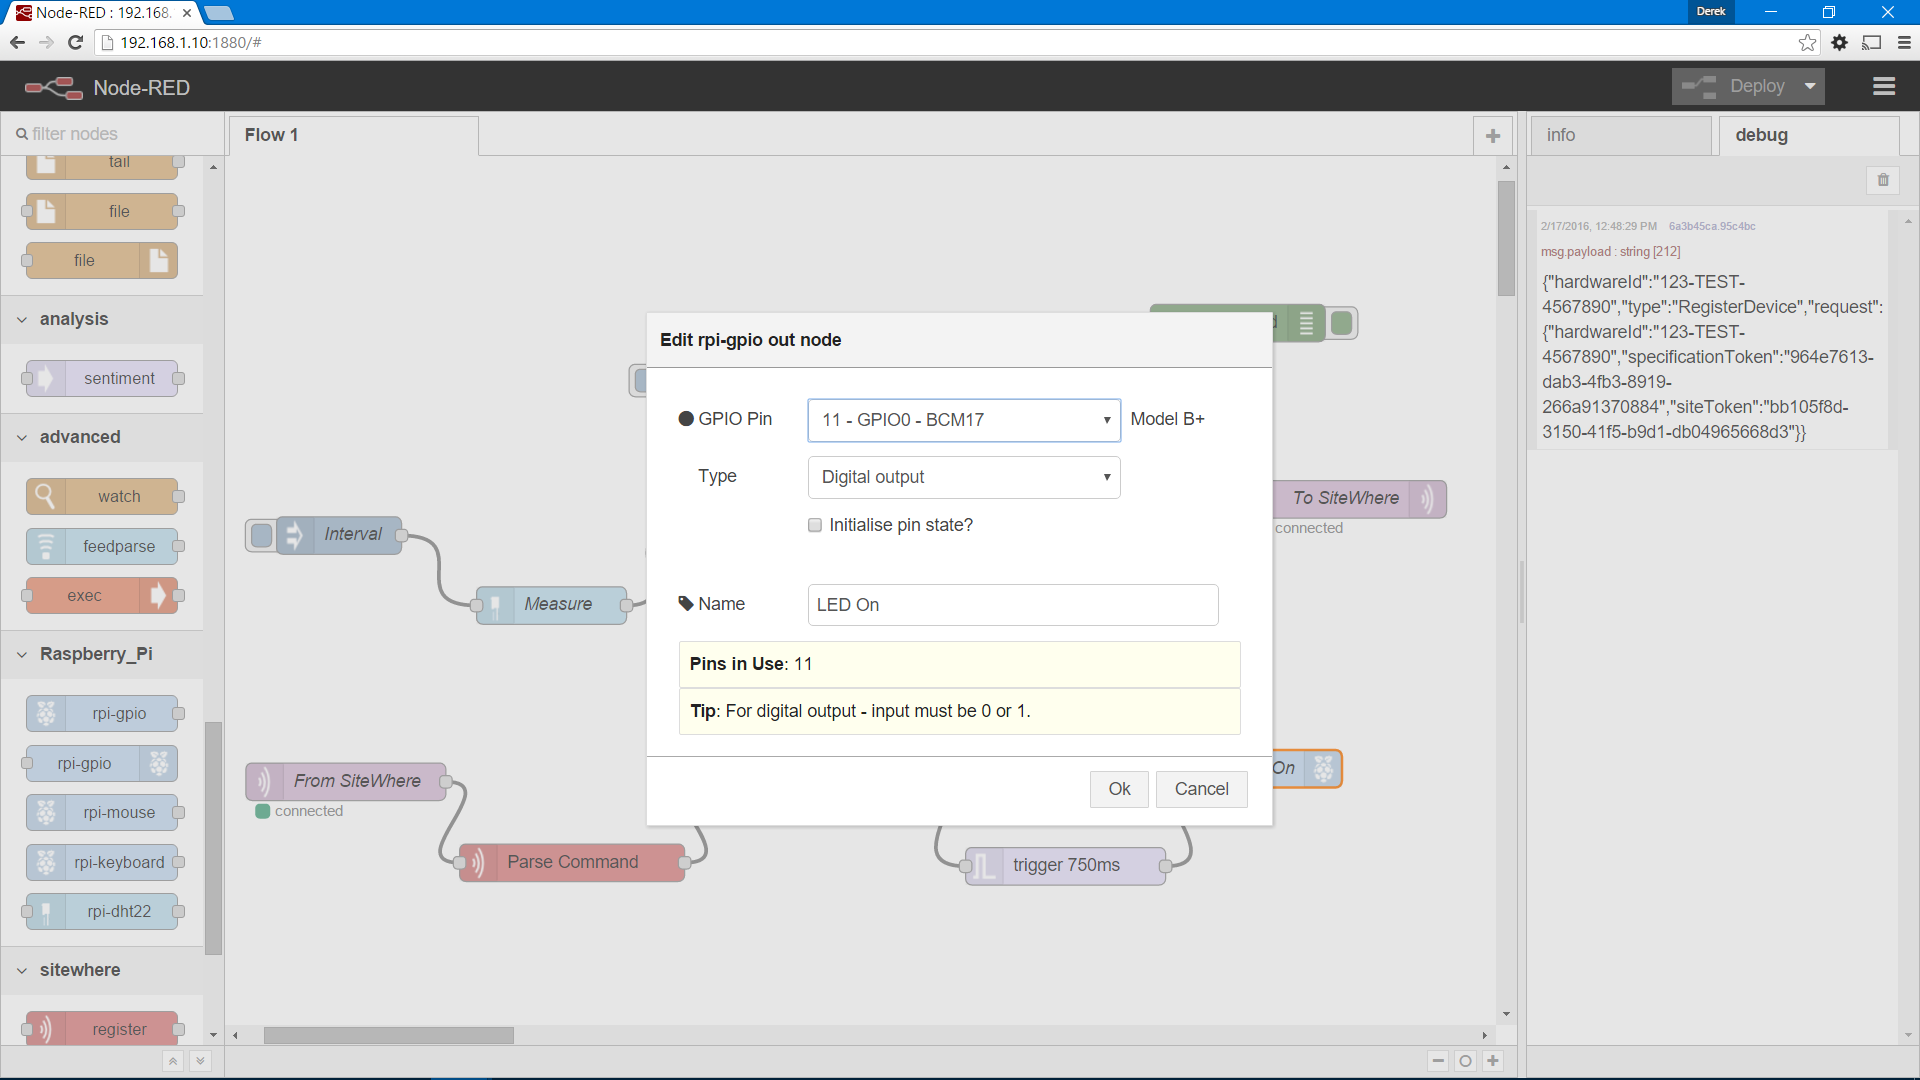 Node-RED : 192.168.
Derek
192.168.1.10:1880/#
Node-RED
Deploy
filter nodes
tail
file
file
analysis
sentiment
advanced
watch
feedparse
exec
Raspberry_Pi
rpi-gpio
rpi-gpio
rpi-mouse
rpi-keyboard
rpi-dht22
sitewhere
register
Flow 1
Interval
Measure
From SiteWhere
connected
Parse Command
trigger 750ms
To SiteWhere
connected
On
Edit rpi-gpio out node
GPIO Pin
11 - GPIO0 - BCM17
Model B+
Type
Digital output
Initialise pin state?
Name
LED On
Pins in Use: 11
Tip: For digital output - input must be 0 or 1.
Ok
Cancel
info
debug
2/17/2016, 12:48:29 PM 6a3b45ca.95c4bc
msg.payload : string [212]
{"hardwareId":"123-TEST-
4567890","type":"RegisterDevice","request":
{"hardwareId":"123-TEST-
4567890","specificationToken":"964e7613-
dab3-4fb3-8919-
266a91370884","siteToken":"bb105f8d-
3150-41f5-b9d1-db04965668d3"}}